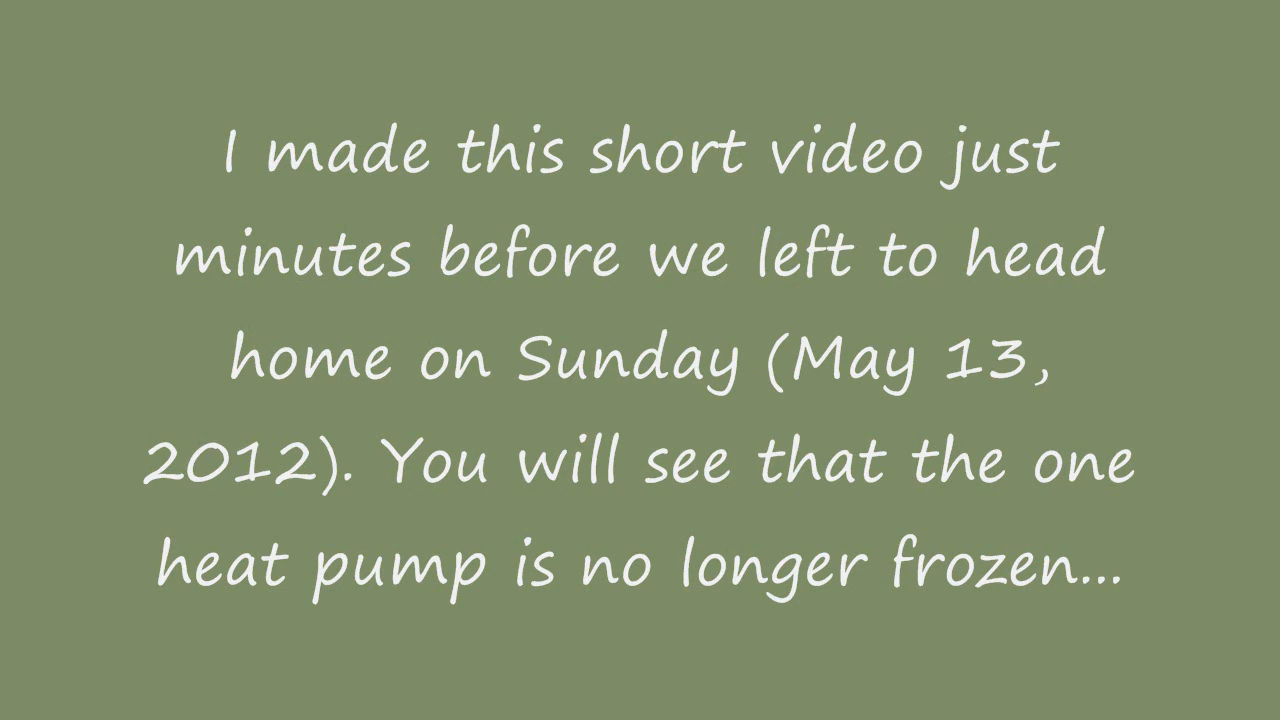 I made this short video just
minutes before we left to head
home on Sunday (May 13,
2012). You will see that the one
heat pump is no longer frozen...